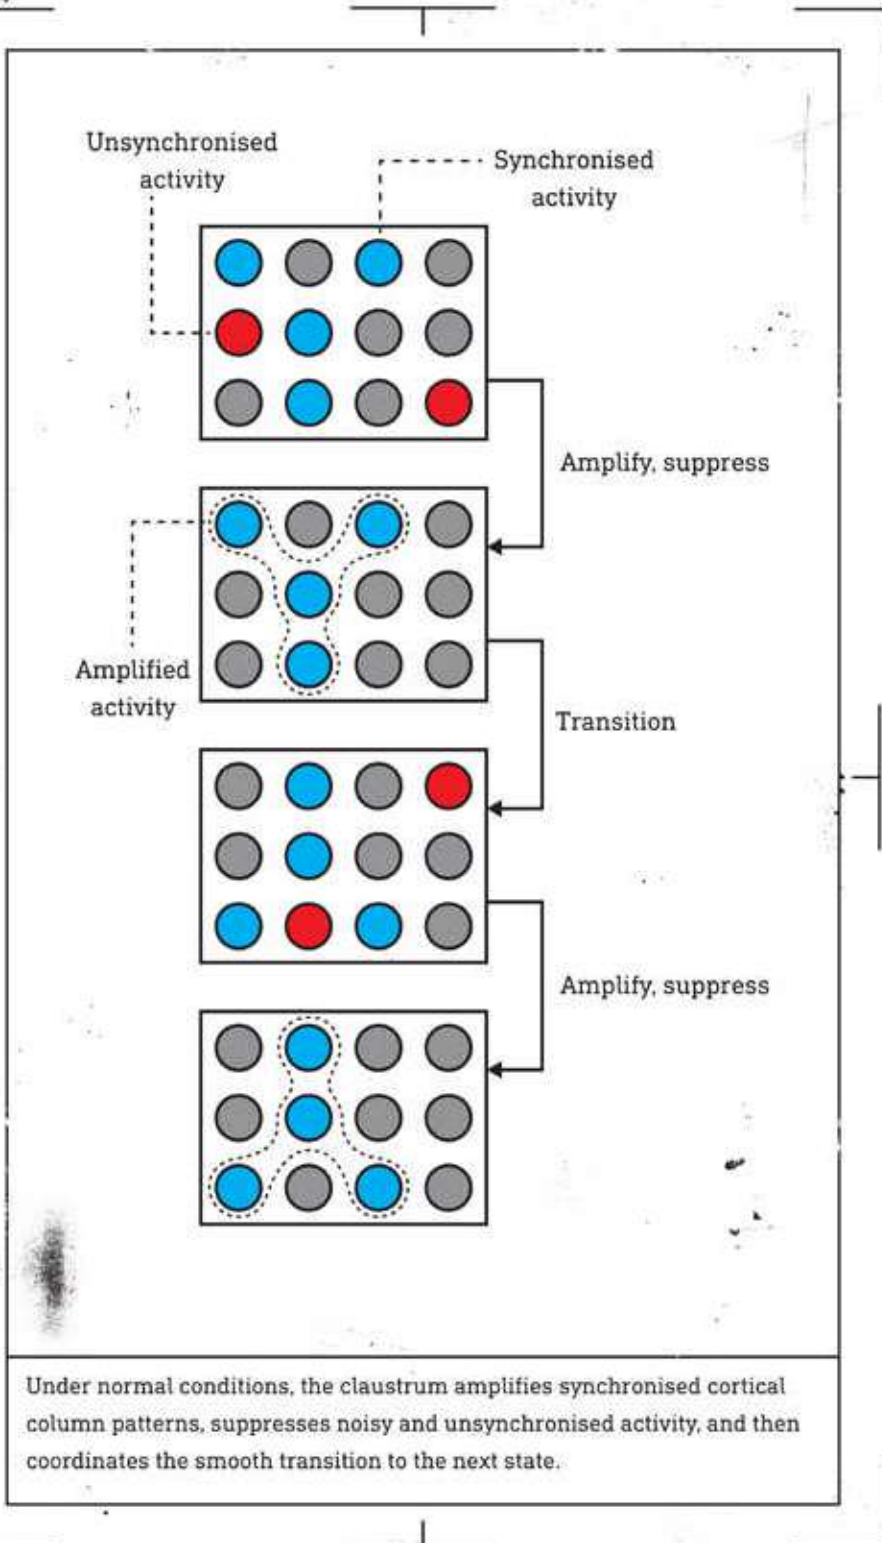 Unsynchronised
activity
Synchronised
activity
Amplify, suppress
Amplified
activity
Transition
Amplify, suppress
Under normal conditions, the claustrum amplifies synchronised cortical
column patterns, suppresses noisy and unsynchronised activity, and then
coordinates the smooth transition to the next state.